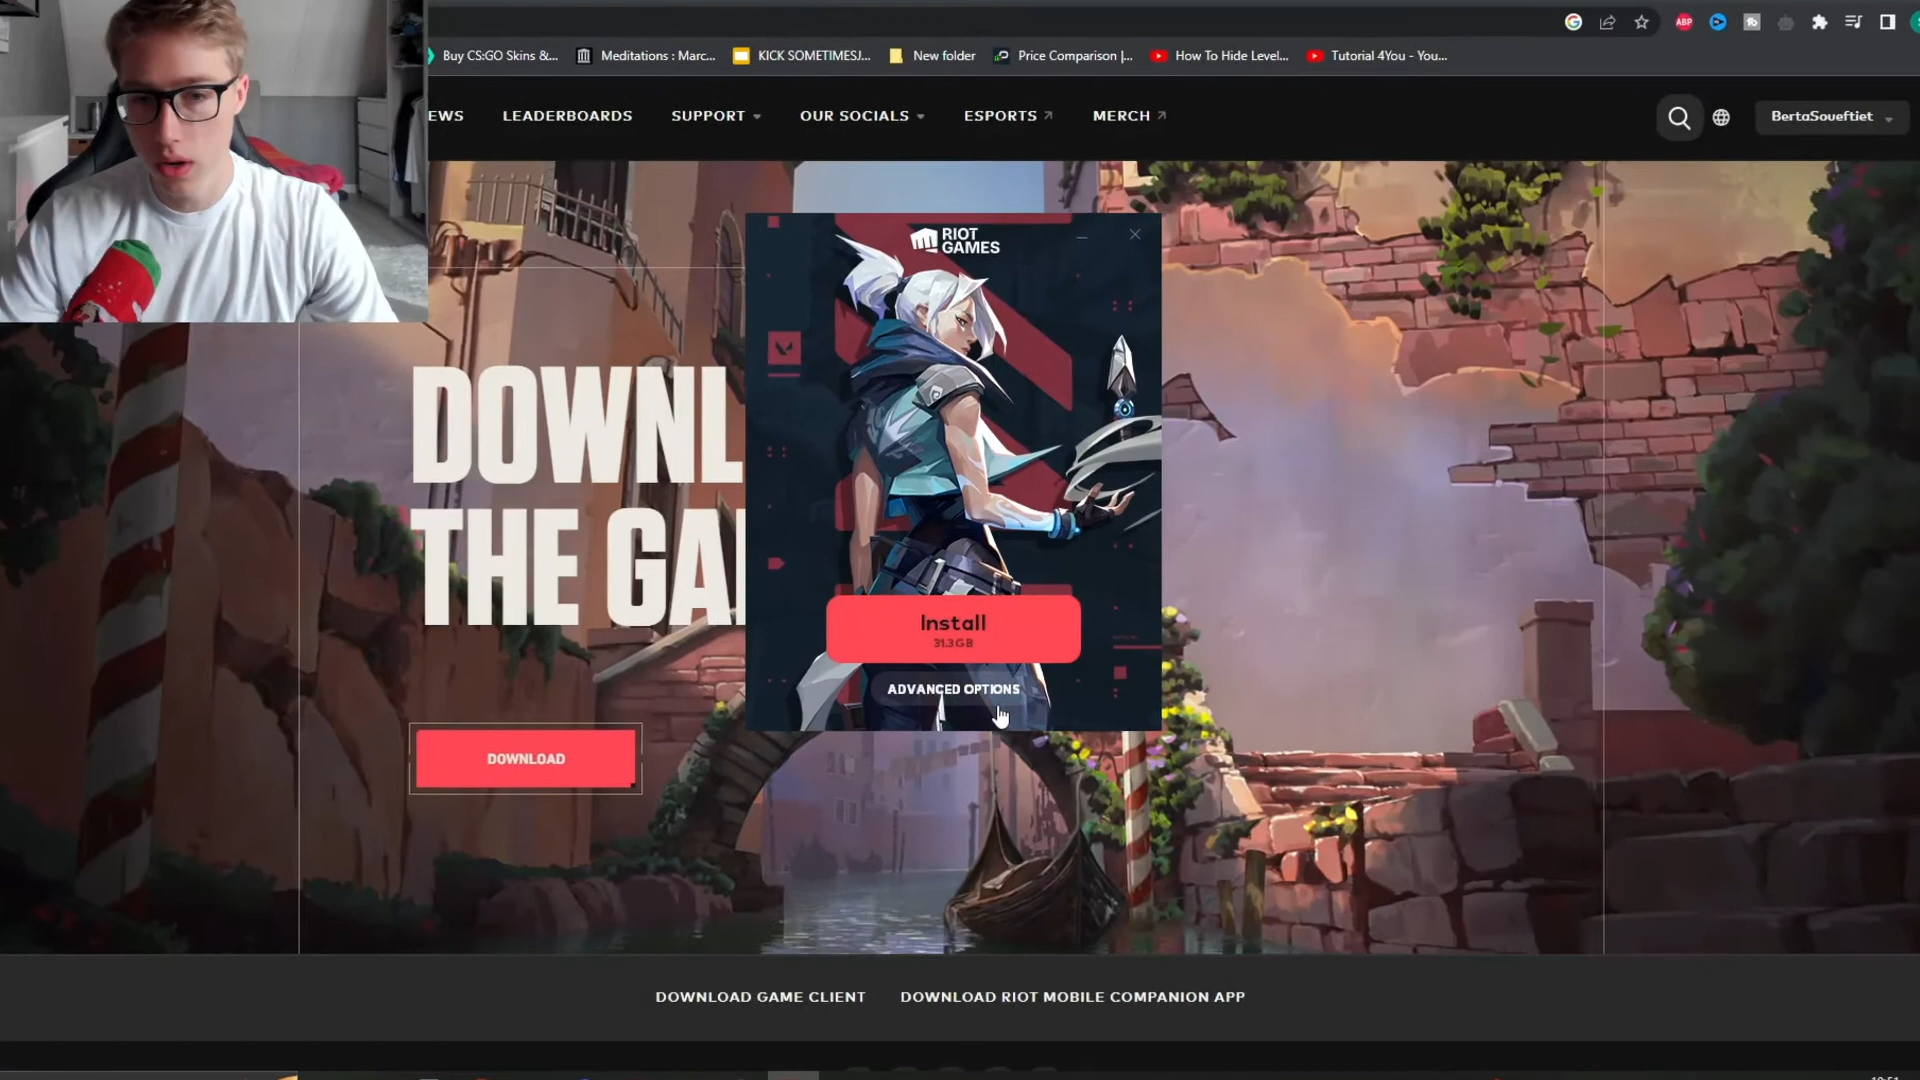 ABP
Buy CS:GO Skins &...
Meditations : Marc...
KICK SOMETIMESJ...
New folder
Price Comparison |...
How To Hide Level...
Tutorial 4You - You...
EWS
LEADERBOARDS
SUPPORT
OUR SOCIALS
ESPORTS
MERCH
BertaSoueftiet
RIOT
GAMES
DOWNL
THE GA
Install
31.3GB
ADVANCED OPTIONS
DOWNLOAD
DOWNLOAD GAME CLIENT
DOWNLOAD RIOT MOBILE COMPANION APP